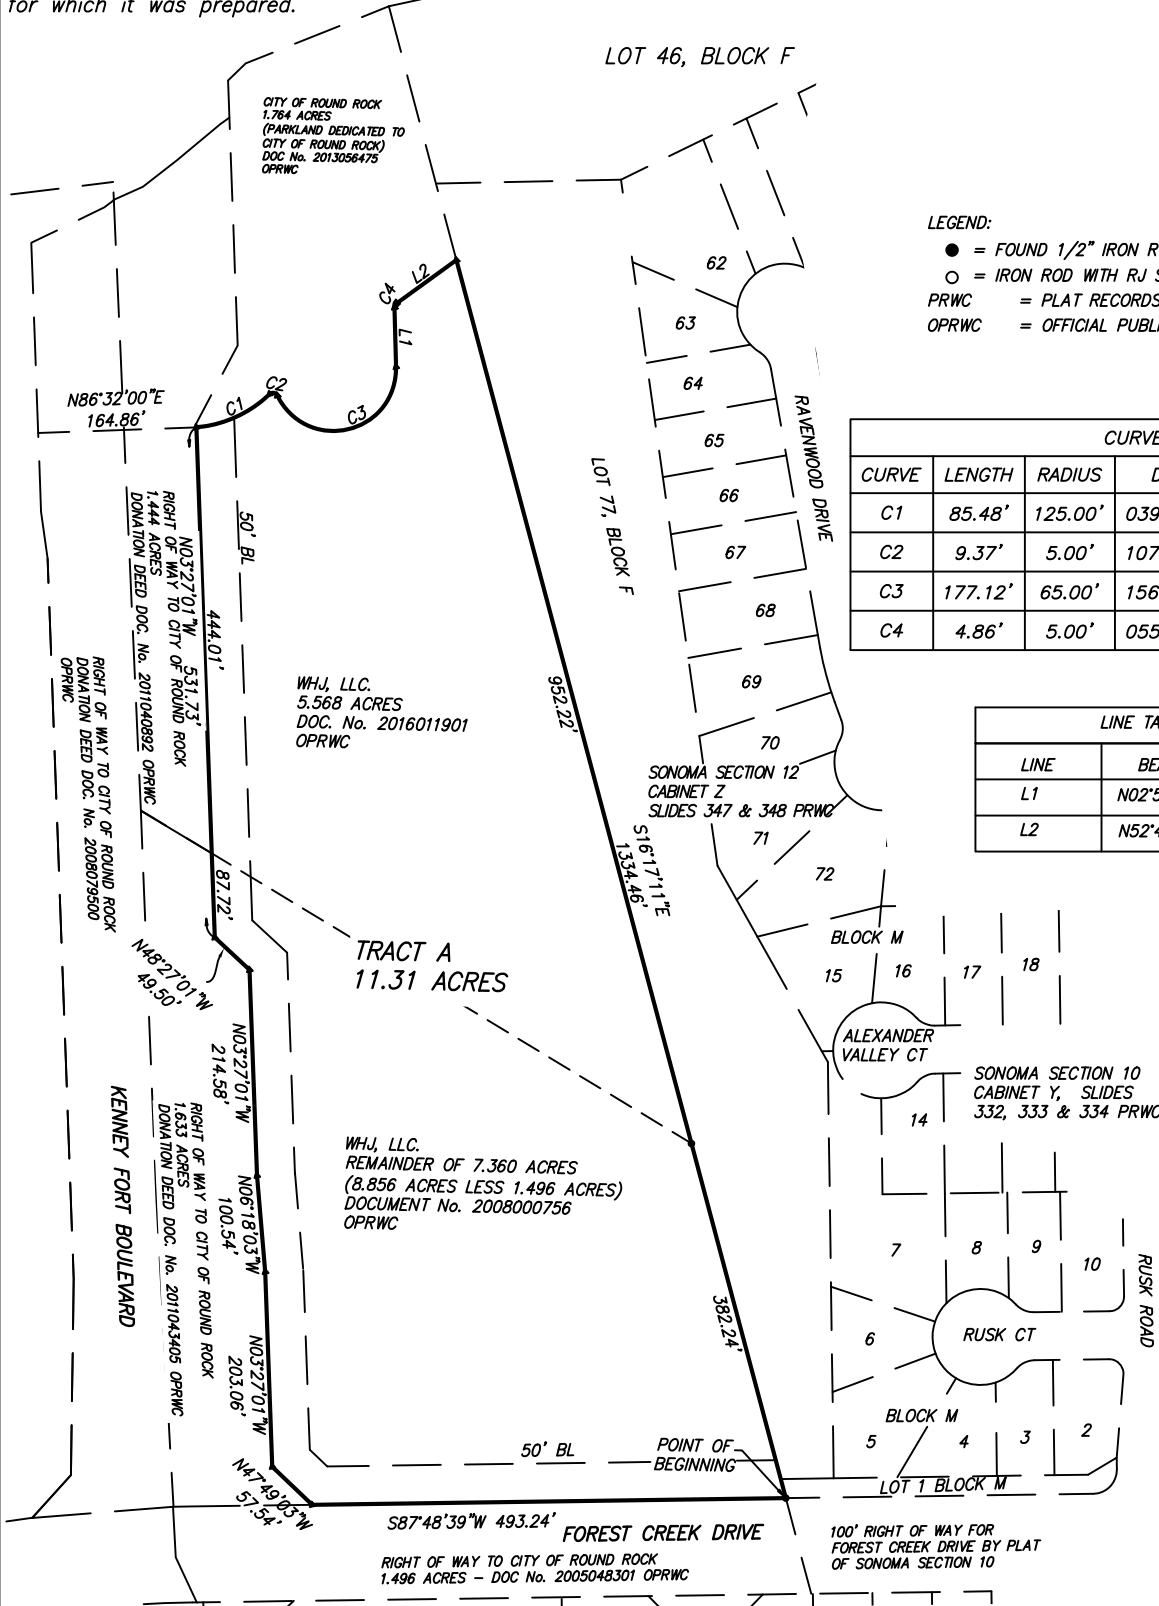 for which it was prepared.
LOT 46, BLOCK F
CITY OF ROUND ROCK
1.764 ACRES
(PARKLAND DEDICATED TO
CITY OF ROUND ROCK)
DOC No. 2013056475
OPRWC
LEGEND:
= FOUND 1/2" IRON R
= IRON ROD WITH RJ S
PRWC = PLAT RECORDS
OPRWC = OFFICIAL PUBLI
62
63
64
65
66
67
68
69
70
71
72
RAVENWOOD DRIVE
LOT 77, BLOCK F
L2
C4
L1
C2
C1
C3
N86°32'00"E
164.86'
CURVE
CURVE LENGTH RADIUS D
C1 85.48' 125.00' 039
C2 9.37' 5.00' 107
C3 177.12' 65.00' 156
C4 4.86' 5.00' 055
LINE TA
LINE BE
L1 N02°5
L2 N52°4
50' BL
N03°27'01"W 531.73'
444.01'
87.72'
RIGHT OF WAY TO CITY OF ROUND ROCK
1.444 ACRES
DONATION DEED DOC. No. 2011040892 OPRWC
RIGHT OF WAY TO CITY OF ROUND ROCK
DONATION DEED DOC. No. 2008079500
OPRWC
WHJ, LLC.
5.568 ACRES
DOC. No. 2016011901
OPRWC
952.22'
SONOMA SECTION 12
CABINET Z
SLIDES 347 & 348 PRWC
S16°17'11"E
1334.46'
TRACT A
11.31 ACRES
N48°27'01"W
49.50'
N03°27'01"W
214.58'
N06°18'03"W
100.54'
N03°27'01"W
203.06'
N47°49'03"W
57.54'
KENNEY FORT BOULEVARD
RIGHT OF WAY TO CITY OF ROUND ROCK
1.633 ACRES
DONATION DEED DOC. No. 2011043405 OPRWC
WHJ, LLC.
REMAINDER OF 7.360 ACRES
(8.856 ACRES LESS 1.496 ACRES)
DOCUMENT No. 2008000756
OPRWC
382.24'
BLOCK M
15
16
17
18
ALEXANDER
VALLEY CT
14
SONOMA SECTION 10
CABINET Y, SLIDES
332, 333 & 334 PRWC
7
8
9
10
RUSK ROAD
6
RUSK CT
BLOCK M
5
4
3
2
50' BL
POINT OF
BEGINNING
LOT 1 BLOCK M
S87°48'39"W 493.24'
FOREST CREEK DRIVE
RIGHT OF WAY TO CITY OF ROUND ROCK
1.496 ACRES - DOC No. 2005048301 OPRWC
100' RIGHT OF WAY FOR
FOREST CREEK DRIVE BY PLAT
OF SONOMA SECTION 10